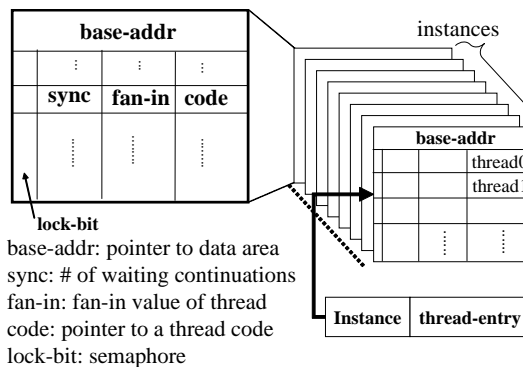 base-addr
instances
sync fan-in code
base-addr
thread0
thread1
lock-bit
base-addr: pointer to data area
sync: # of waiting continuations
fan-in: fan-in value of thread
code: pointer to a thread code
lock-bit: semaphore
Instance thread-entry